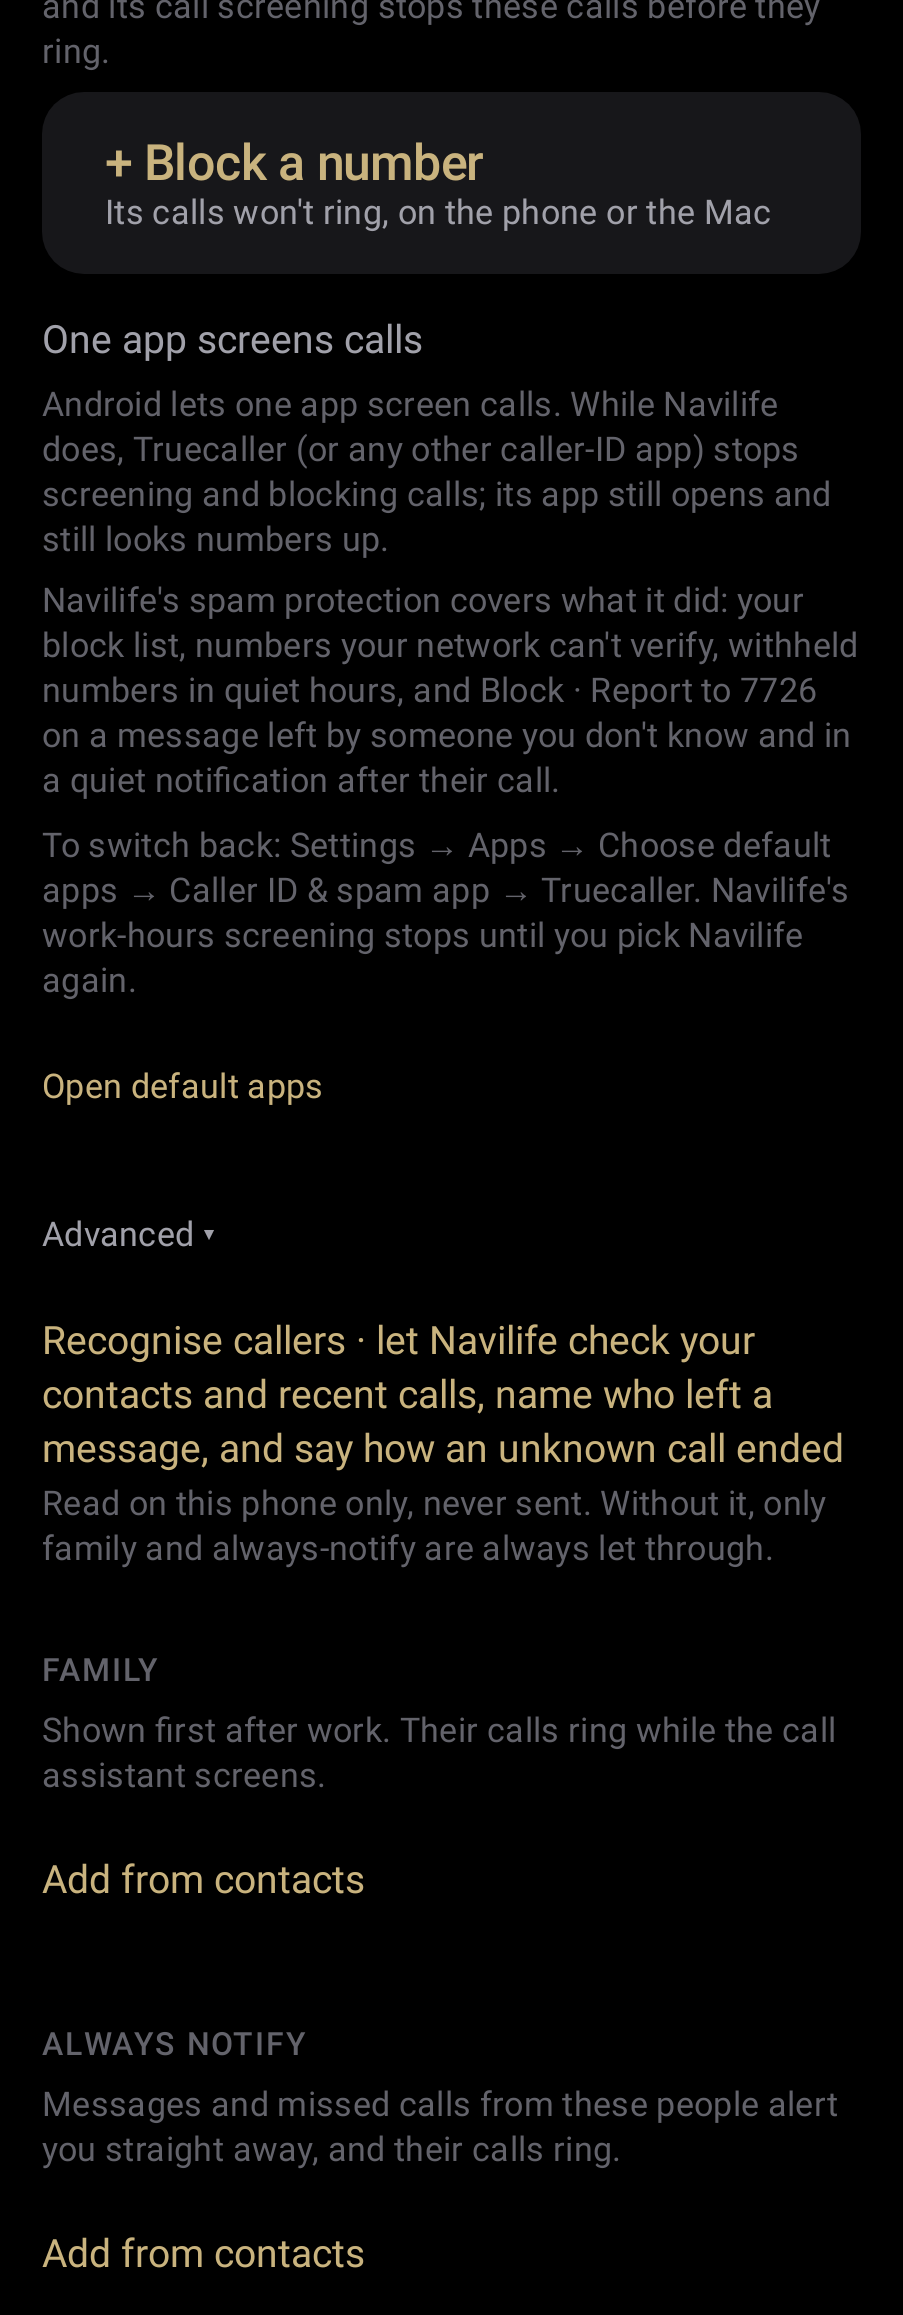 and its call screening stops these calls before they
ring.
+ Block a number
Its calls won't ring, on the phone or the Mac
One app screens calls
Android lets one app screen calls. While Navilife
does, Truecaller (or any other caller-ID app) stops
screening and blocking calls; its app still opens and
still looks numbers up.
Navilife's spam protection covers what it did: your
block list, numbers your network can't verify, withheld
numbers in quiet hours, and Block · Report to 7726
on a message left by someone you don't know and in
a quiet notification after their call.
To switch back: Settings → Apps → Choose default
apps → Caller ID & spam app → Truecaller. Navilife's
work-hours screening stops until you pick Navilife
again.
Open default apps
Advanced ▾
Recognise callers · let Navilife check your
contacts and recent calls, name who left a
message, and say how an unknown call ended
Read on this phone only, never sent. Without it, only
family and always-notify are always let through.
FAMILY
Shown first after work. Their calls ring while the call
assistant screens.
Add from contacts
ALWAYS NOTIFY
Messages and missed calls from these people alert
you straight away, and their calls ring.
Add from contacts